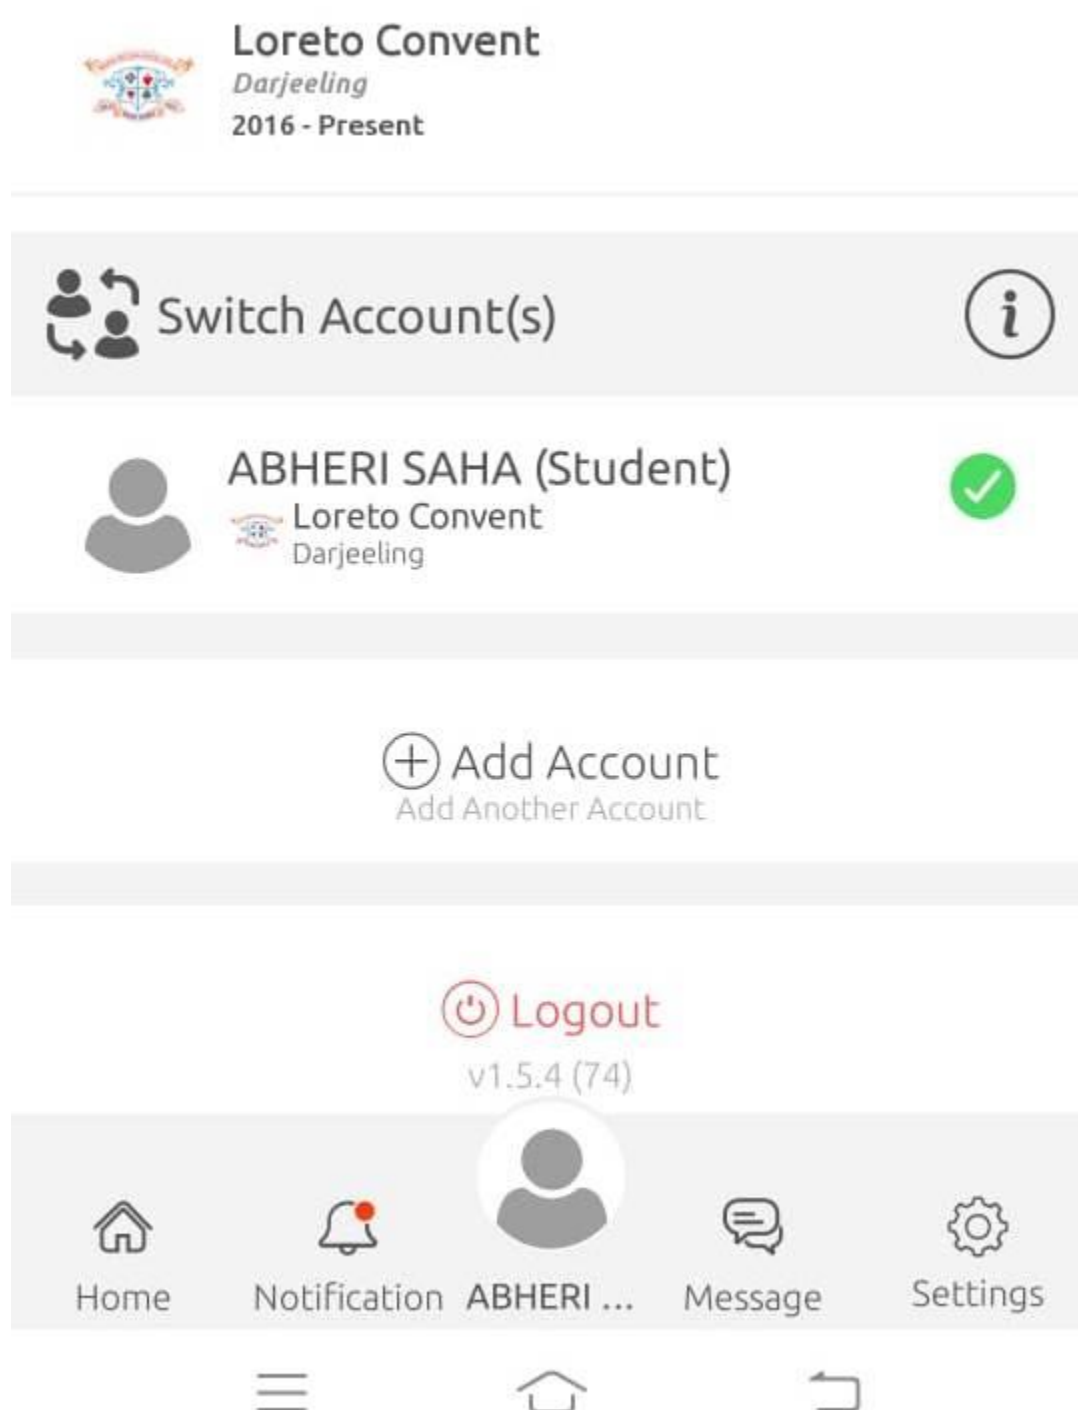 Loreto Convent
Darjeeling
2016 - Present
Switch Account(s)
ABHERI SAHA (Student)
Loreto Convent
Darjeeling
Add Account
Add Another Account
Logout
v1.5.4 (74)
Home
Notification
ABHERI ...
Message
Settings